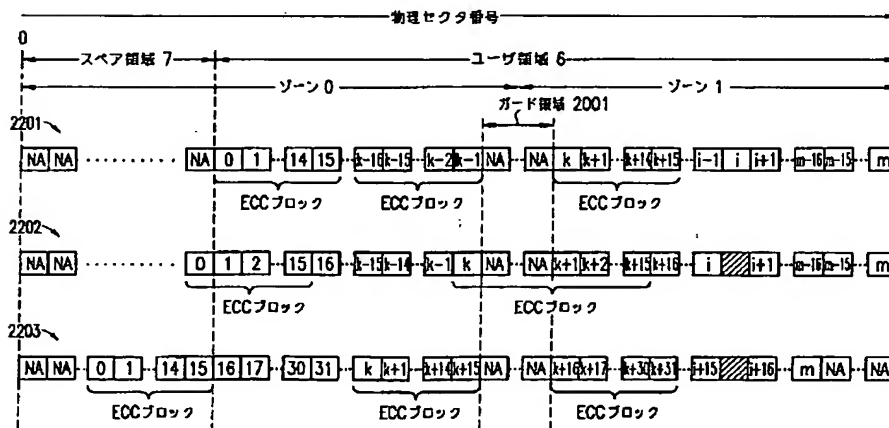 物理セクタ番号
0
スペア領域 7 ユーザ領域 6
ゾーン 0 ゾーン 1
ガード領域 2001
2201
NA NA ・・・・・・・・・・ NA 0 1 14 15 k-16 k-15 k-2 k-1 NA NA k k+1 k+14 k+15 i-1 i i+1 m-16 m-15 m
ECCブロック ECCブロック ECCブロック
2202
NA NA ・・・・・・・・・・ 0 1 2 15 16 k-15 k-14 k-1 k NA NA k+1 k+2 k+15 k+16 i i+1 m-16 m-15 m
ECCブロック ECCブロック
2203
NA NA 0 1 14 15 16 17 30 31 k k+1 k+14 k+15 NA NA k+16 k+17 k+30 k+31 i+15 i+16 m NA NA
ECCブロック ECCブロック ECCブロック